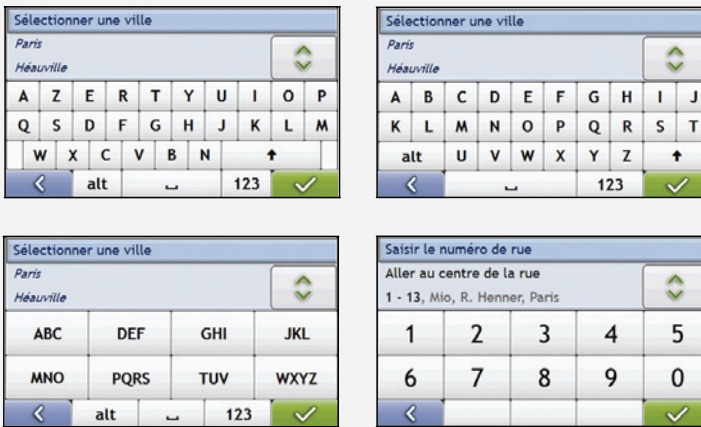 Sélectionner une ville
Paris
Héauville
A Z E R T Y U I O P
Q S D F G H J K L M
W X C V B N
alt 123
Sélectionner une ville
Paris
Héauville
A B C D E F G H I J
K L M N O P Q R S T
alt U V W X Y Z
123
Sélectionner une ville
Paris
Héauville
ABC DEF GHI JKL
MNO PQRS TUV WXYZ
alt 123
Saisir le numéro de rue
Aller au centre de la rue
1 - 13, Mio, R. Henner, Paris
1 2 3 4 5
6 7 8 9 0